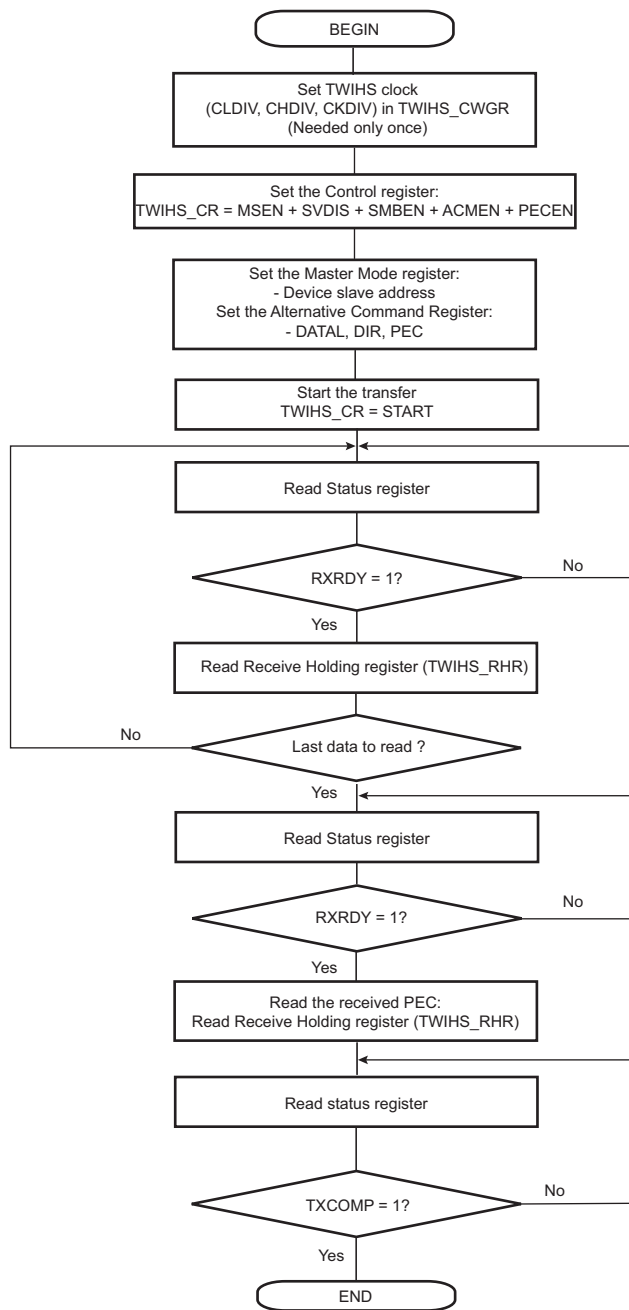 BEGIN
Set TWIHS clock
(CLDIV, CHDIV, CKDIV) in TWIHS_CWGR
(Needed only once)
Set the Control register:
TWIHS_CR = MSEN + SVDIS + SMBEN + ACMEN + PECEN
Set the Master Mode register:
- Device slave address
Set the Alternative Command Register:
- DATAL, DIR, PEC
Start the transfer
TWIHS_CR = START
Read Status register
RXRDY = 1?
No
Yes
Read Receive Holding register (TWIHS_RHR)
No
Last data to read ?
Yes
Read Status register
RXRDY = 1?
No
Yes
Read the received PEC:
Read Receive Holding register (TWIHS_RHR)
Read status register
TXCOMP = 1?
No
Yes
END